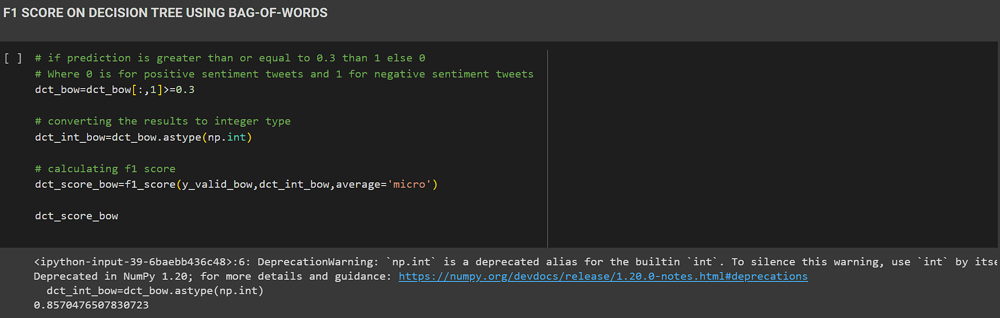 F1 SCORE ON DECISION TREE USING BAG-OF-WORDS
[ ] # if prediction is greater than or equal to 0.3 than 1 else 0
# Where 0 is for positive sentiment tweets and 1 for negative sentiment tweets
dct_bow=dct_bow[:,1]>=0.3
# converting the results to integer type
dct_int_bow=dct_bow.astype(np.int)
# calculating f1 score
dct_score_bow=f1_score(y_valid_bow,dct_int_bow,average='micro')
dct_score_bow
<ipython-input-39-6baebb436c48>:6: DeprecationWarning: `np.int` is a deprecated alias for the builtin `int`. To silence this warning, use `int` by itse
Deprecated in NumPy 1.20; for more details and guidance: https://numpy.org/devdocs/release/1.20.0-notes.html#deprecations
dct_int_bow=dct_bow.astype(np.int)
0.8570476507830723